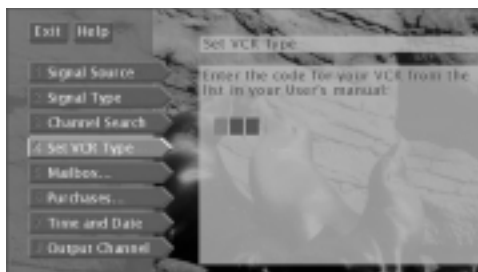 Exit Help
Set VCR Type
Signal Source
Signal Type
Channel Search
4 Set VCR Type
Mailbox...
Purchases...
Time and Date
Output Channel
Enter the code for your VCR from the
list in your User's manual: